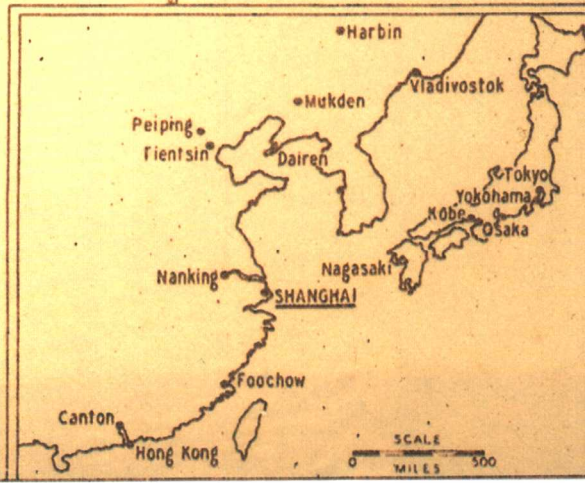 Harbin
Vladivostok
Mukden
Peiping
Tientsin
Dairen
Tokyo
Yokohama
Kobe
Osaka
Nanking
Nagasaki
SHANGHAI
Foochow
Canton
Hong Kong
SCALE
0 500
MILES